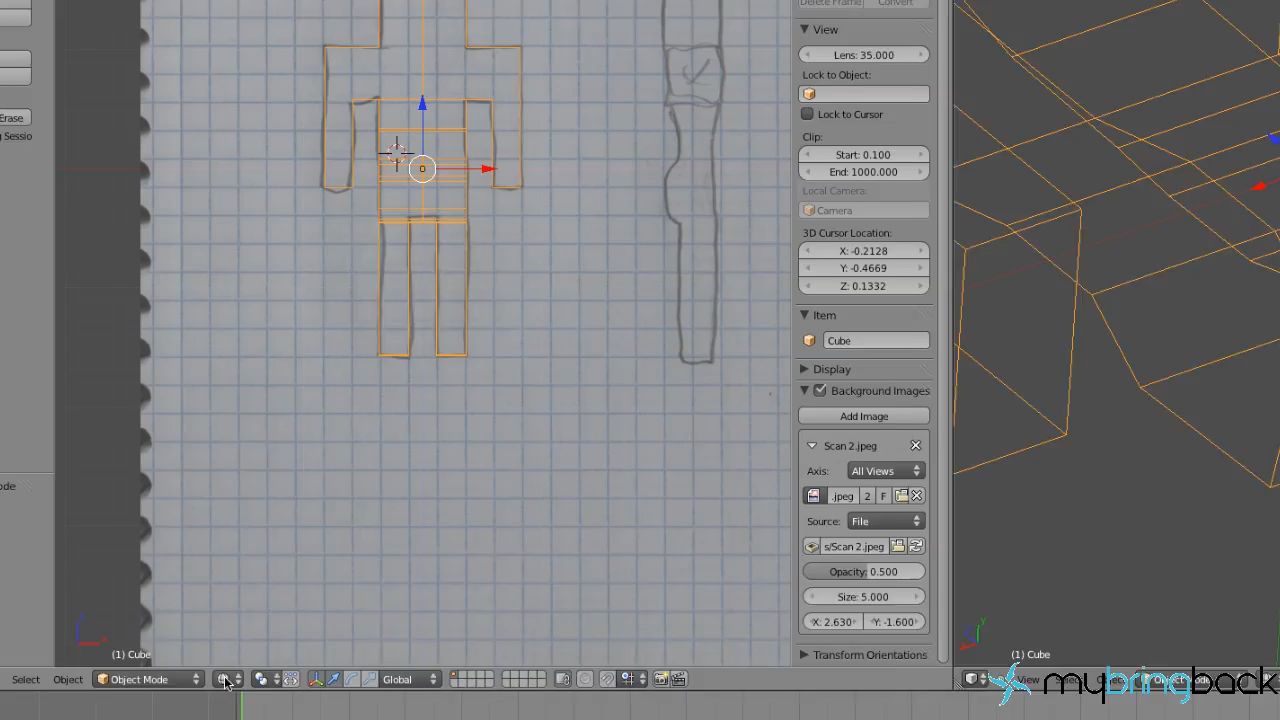 Delete Frame Convert
View
Lens: 35.000
Lock to Object:
Lock to Cursor
Erase
Clip:
Start: 0.100
End: 1000.000
Local Camera:
Camera
3D Cursor Location:
X: -0.2128
Y: -0.4669
Z: 0.1332
Item
Cube
Display
Background Images
Add Image
Scan 2.jpeg
Axis: All Views
.jpeg 2 F
Source: File
s/Scan 2.jpeg
Opacity: 0.500
Size: 5.000
X: 2.630 Y: -1.600
Transform Orientations
(1) Cube
(1) Cube
Select Object Object Mode Global
View
mybringback